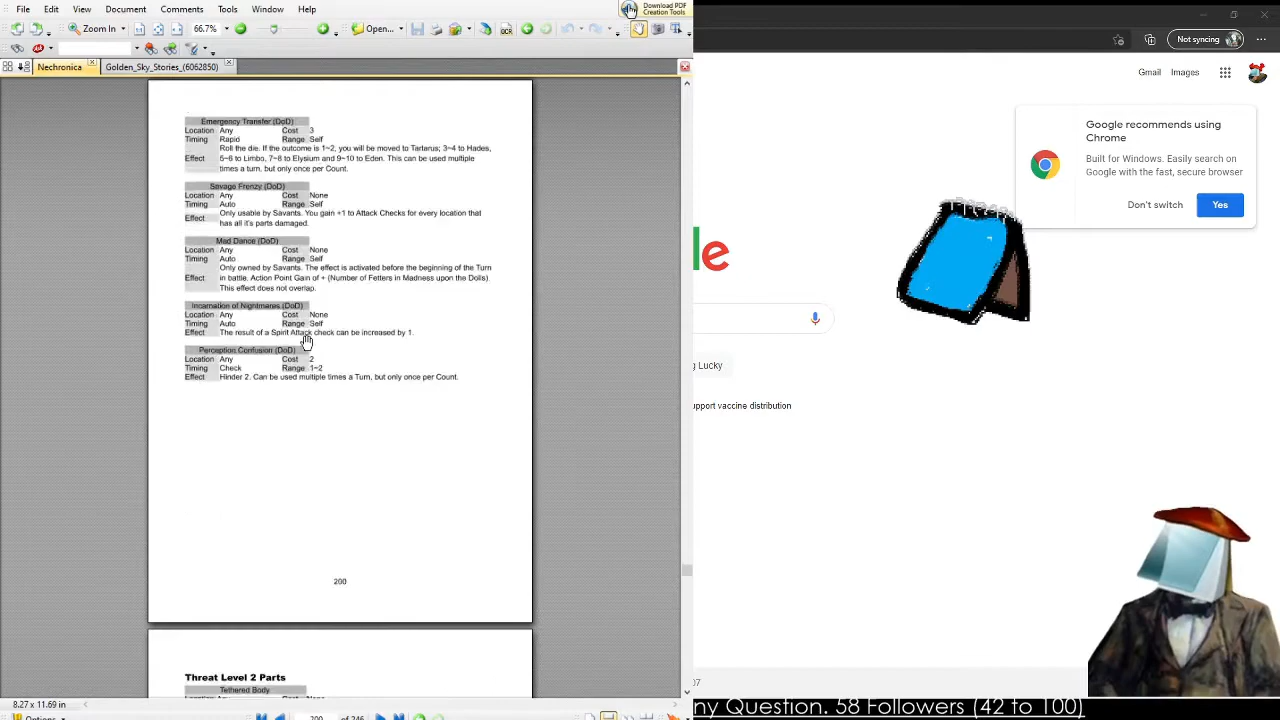 File View Document Comments Tools Window Help
Download PDF
Creation Tools
Zoom In 66.7% Open...
Not syncing
Nechronica Golden_Sky_Stories_(6062850)
Gmail Images
Emergency Transfer (DoD)
Location Any Cost 3
Timing Rapid Range Self
Effect Roll the die. If the outcome is 1~2, you will be moved to Tartarus; 3~4 to Hades,
5~6 to Limbo, 7~8 to Elysium and 9~10 to Eden. This can be used multiple
times a turn, but only once per Count.
Savage Frenzy (DoD)
Location Any Cost None
Timing Auto Range Self
Effect Only usable by Savants. You gain +1 to Attack Checks for every location that
has all it's parts damaged.
Mad Dance (DoD)
Location Any Cost None
Timing Auto Range Self
Effect Only owned by Savants. The effect is activated before the beginning of the Turn
in battle. Action Point Gain of + (Number of Fetters in Madness upon the Dolls).
This effect does not overlap.
Incarnation of Nightmares (DoD)
Location Any Cost None
Timing Auto Range Self
Effect The result of a Spirit Attack check can be increased by 1.
Perception Confusion (DoD)
Location Any Cost 2
Timing Check Range 1~2
Effect Hinder 2. Can be used multiple times a Turn, but only once per Count.
200
Threat Level 2 Parts
Tethered Body
8.27 x 11.69 in
Options 200 of 246
Google recommends using
Chrome
Built for Windows. Easily search on
Google with the fast, secure browser
Don't switch Yes
le
g Lucky
upport vaccine distribution
07
ny Question. 58 Followers (42 to 100)